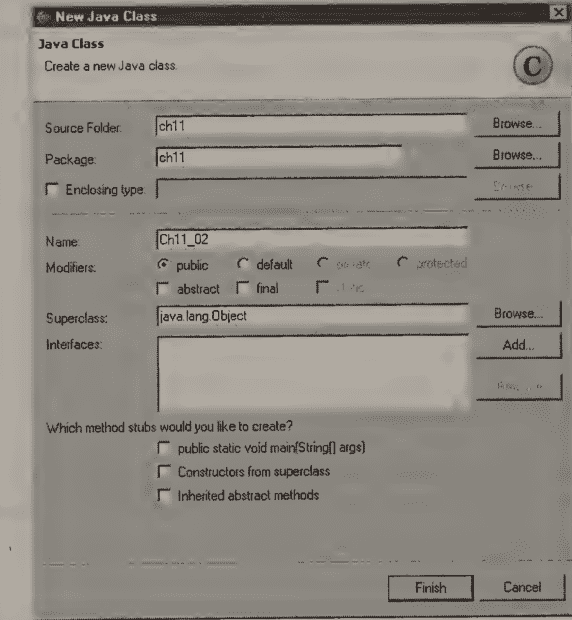 New Java Class
Java Class
Create a new Java class.
C
Source Folder: ch11 Browse...
Package: ch11 Browse...
Enclosing type:
Name: Ch11_02
Modifiers: public default protected
abstract final
Superclass: java.lang.Object Browse...
Interfaces: Add...
Which method stubs would you like to create?
public static void main(String[] args)
Constructors from superclass
Inherited abstract methods
Finish Cancel